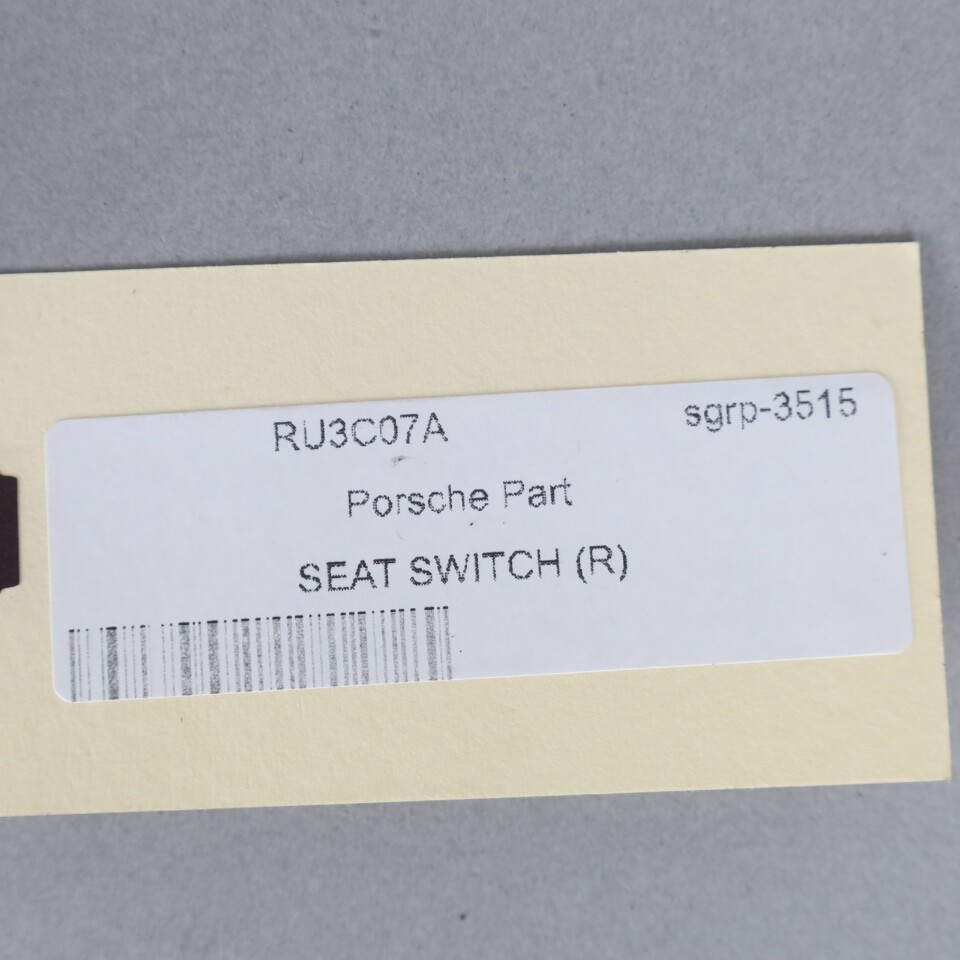 RU3C07A sgrp-3515
Porsche Part
SEAT SWITCH (R)